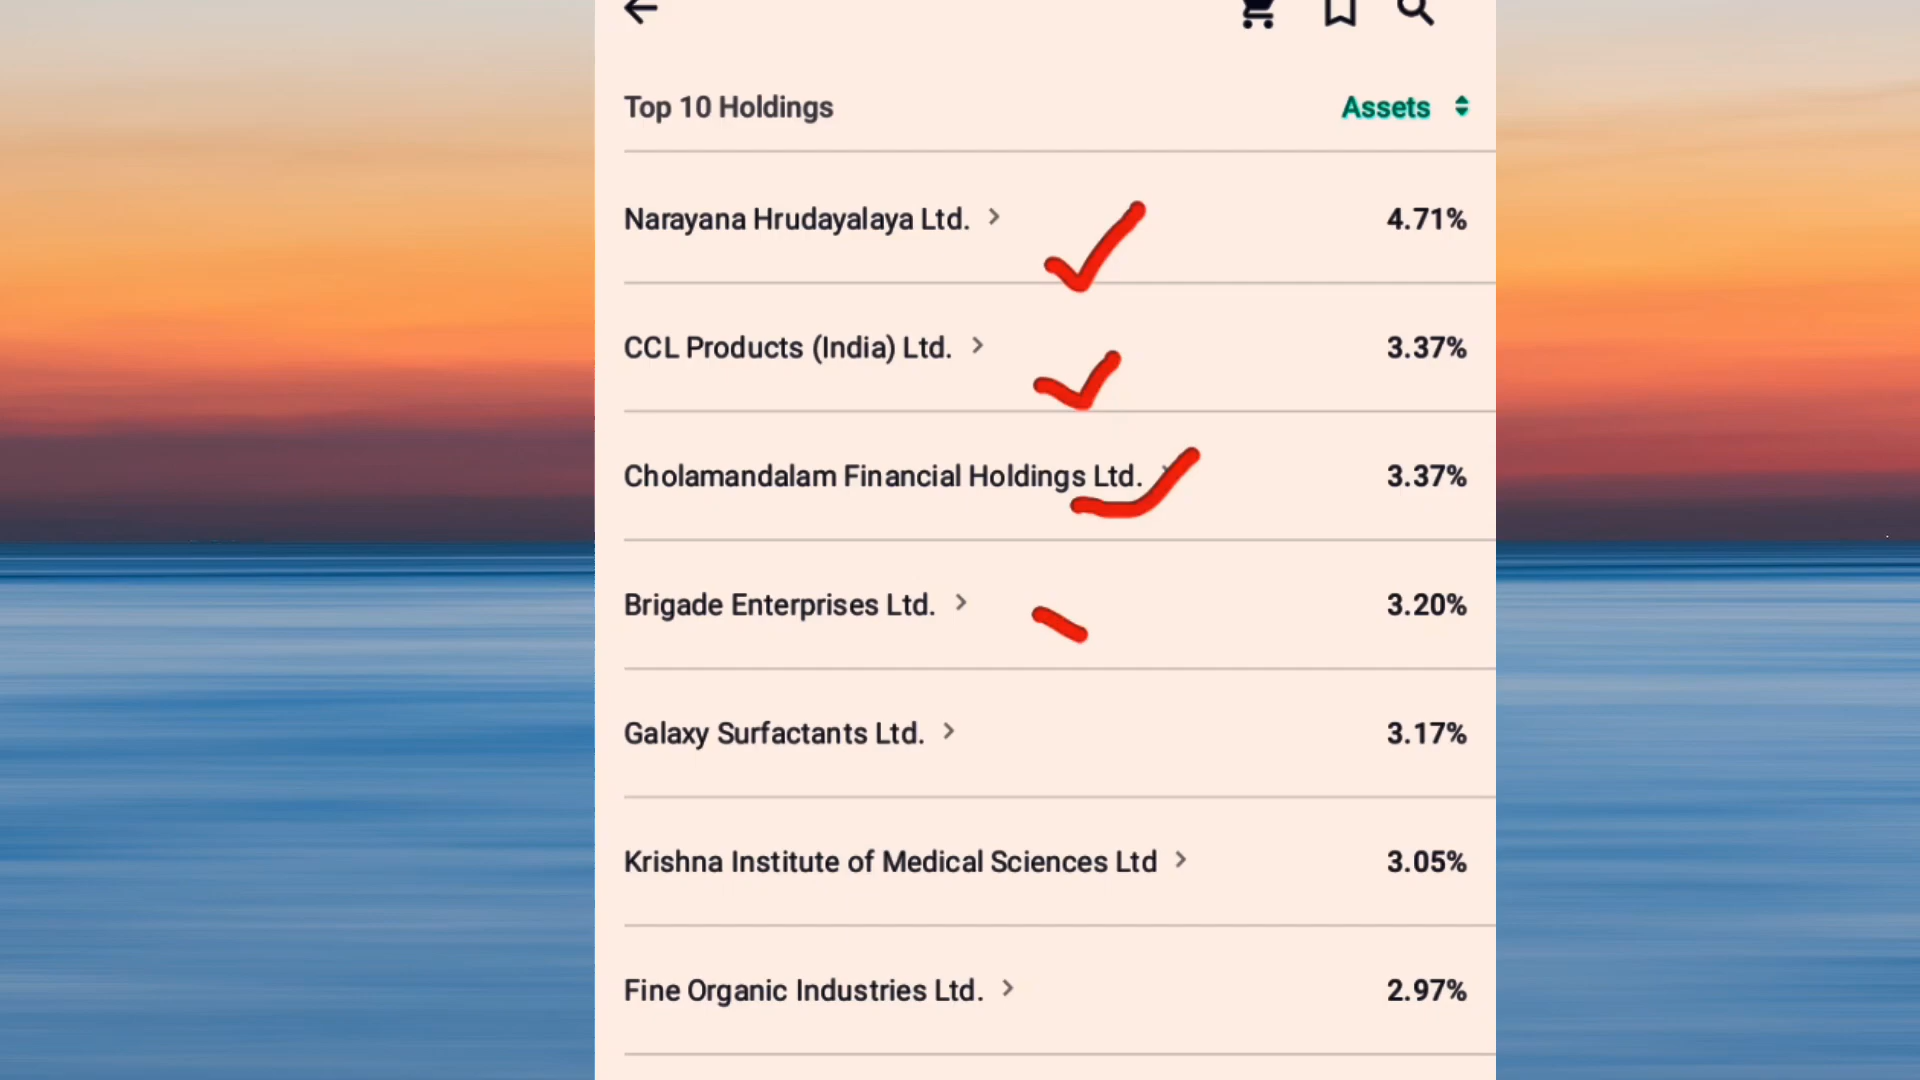 Top 10 Holdings Assets
Narayana Hrudayalaya Ltd. 4.71%
CCL Products (India) Ltd. 3.37%
Cholamandalam Financial Holdings Ltd. 3.37%
Brigade Enterprises Ltd. 3.20%
Galaxy Surfactants Ltd. 3.17%
Krishna Institute of Medical Sciences Ltd 3.05%
Fine Organic Industries Ltd. 2.97%